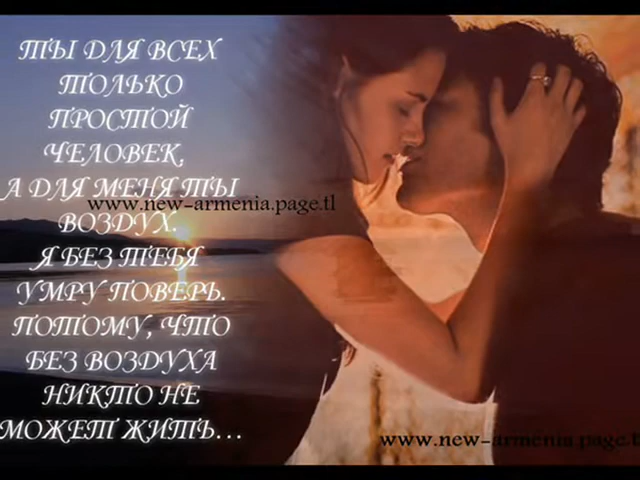 ТЫ ДЛЯ ВСЕХ
ТОЛЬКО
ПРОСТОЙ
ЧЕЛОВЕК,
А ДЛЯ МЕНЯ ТЫ
www.new-armenia.page.tl
ВОЗДУХ.
Я БЕЗ ТЕБЯ
УМРУ ПОВЕРЬ.
ПОТОМУ, ЧТО
БЕЗ ВОЗДУХА
НИКТО НЕ
МОЖЕТ ЖИТЬ...
www.new-armenia.page.tl